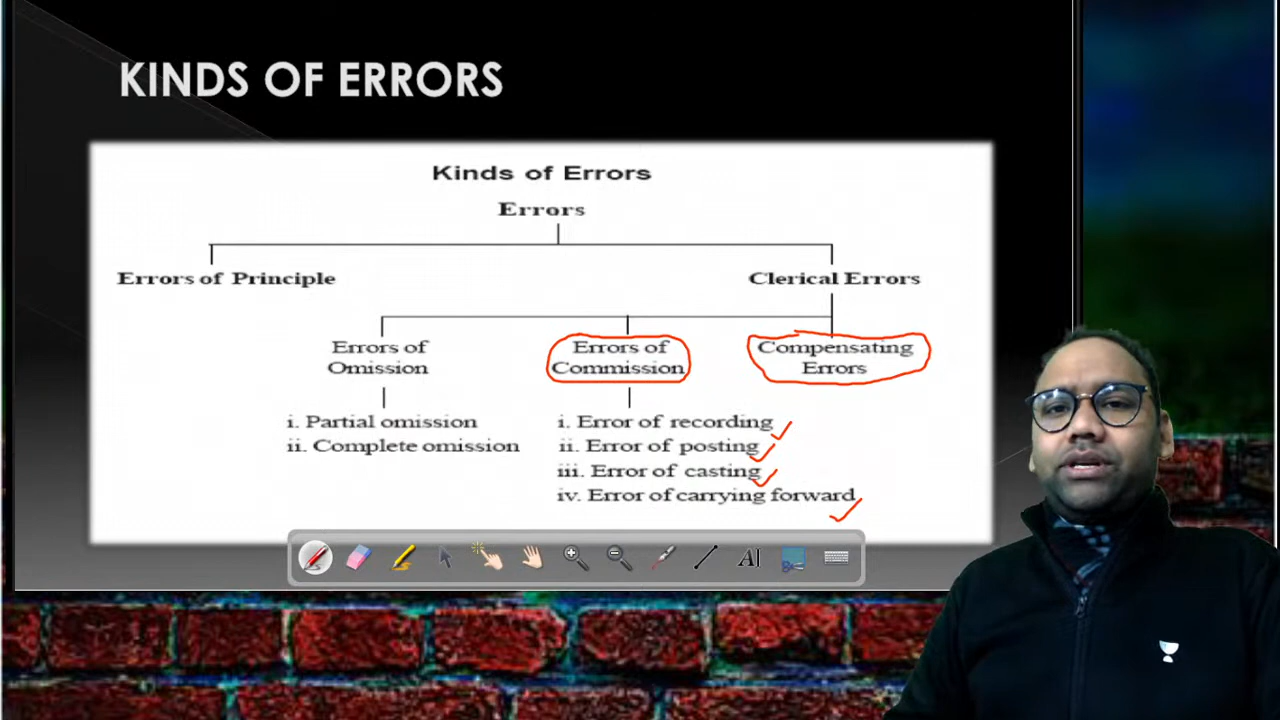 KINDS OF ERRORS
Kinds of Errors
Errors
Errors of Principle
Clerical Errors
Errors of
Omission
Errors of
Commission
Compensating
Errors
i. Partial omission
ii. Complete omission
i. Error of recording
ii. Error of posting
iii. Error of casting
iv. Error of carrying forward
A